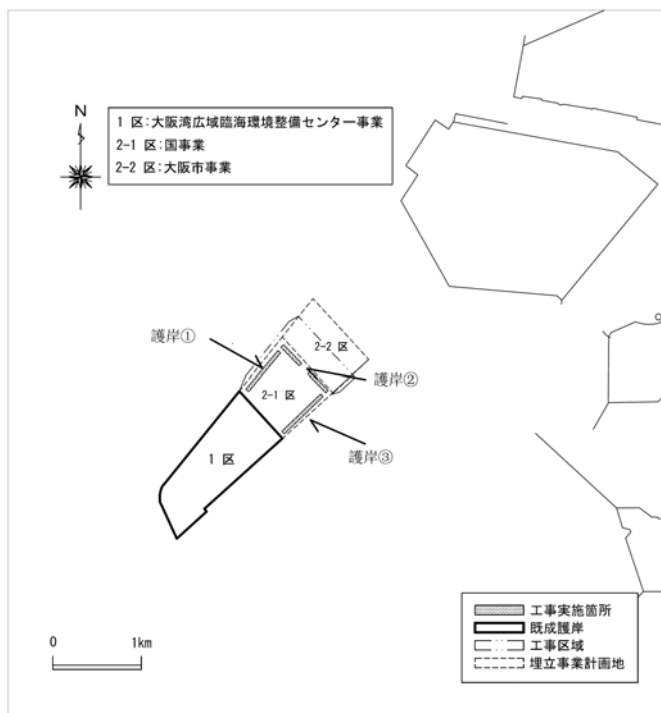 N
1 区:大阪湾広域臨海環境整備センター事業
2-1 区:国事業
2-2 区:大阪市事業
護岸①
2-2 区
護岸②
2-1 区
護岸③
1 区
工事実施箇所
既成護岸
工事区域
埋立事業計画地
0 1km